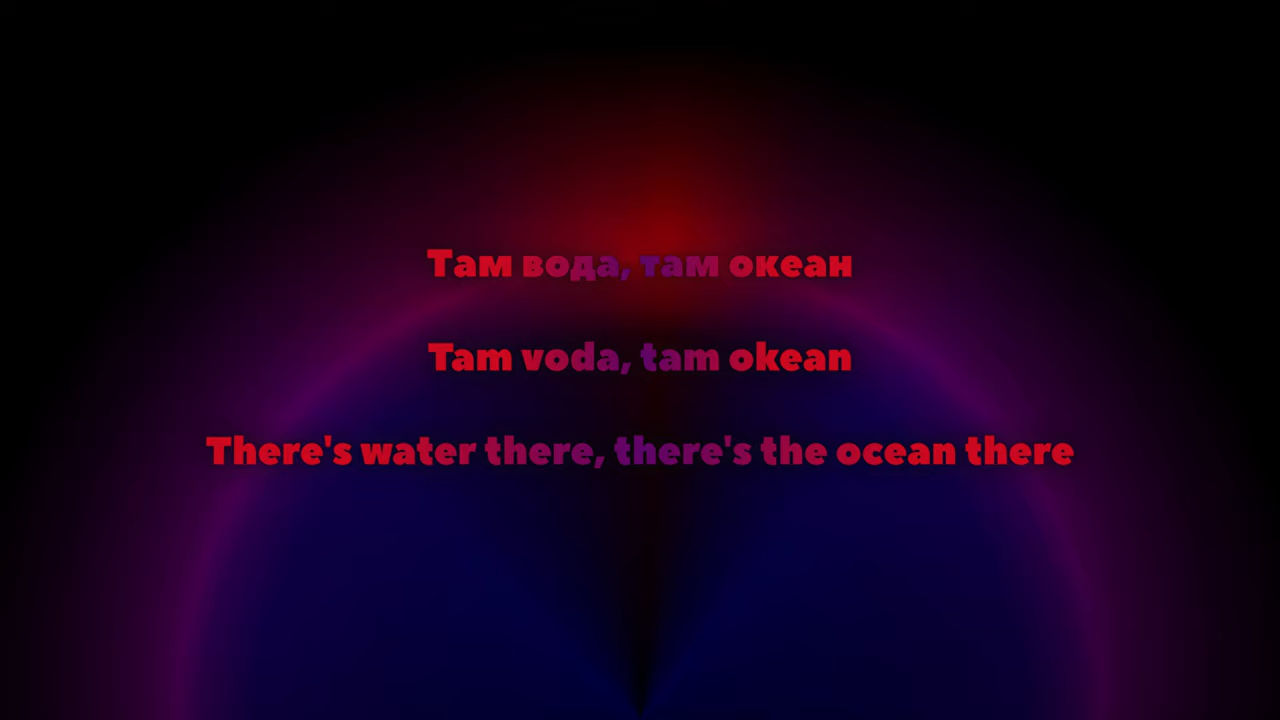 Там вода, там океан
Tam voda, tam okean
There's water there, there's the ocean there